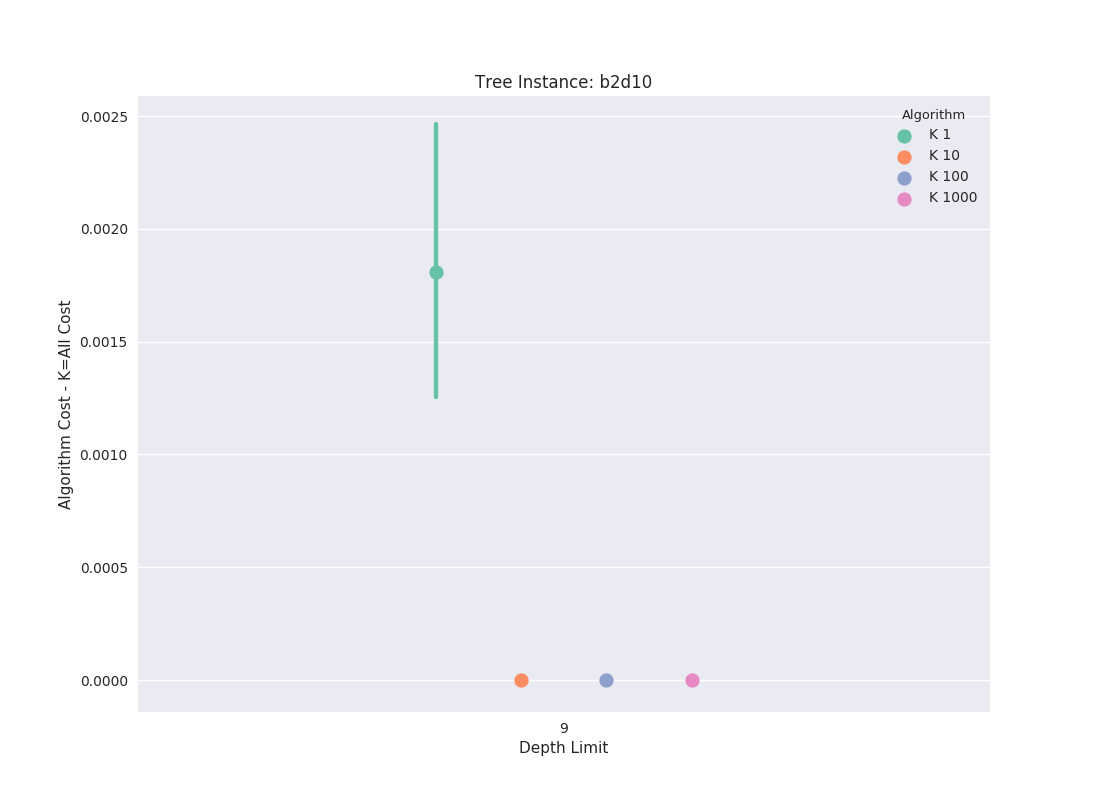 Tree Instance: b2d10
Algorithm
K 1
K 10
K 100
K 1000
0.0025
0.0020
0.0015
0.0010
0.0005
0.0000
Algorithm Cost - K=All Cost
9
Depth Limit